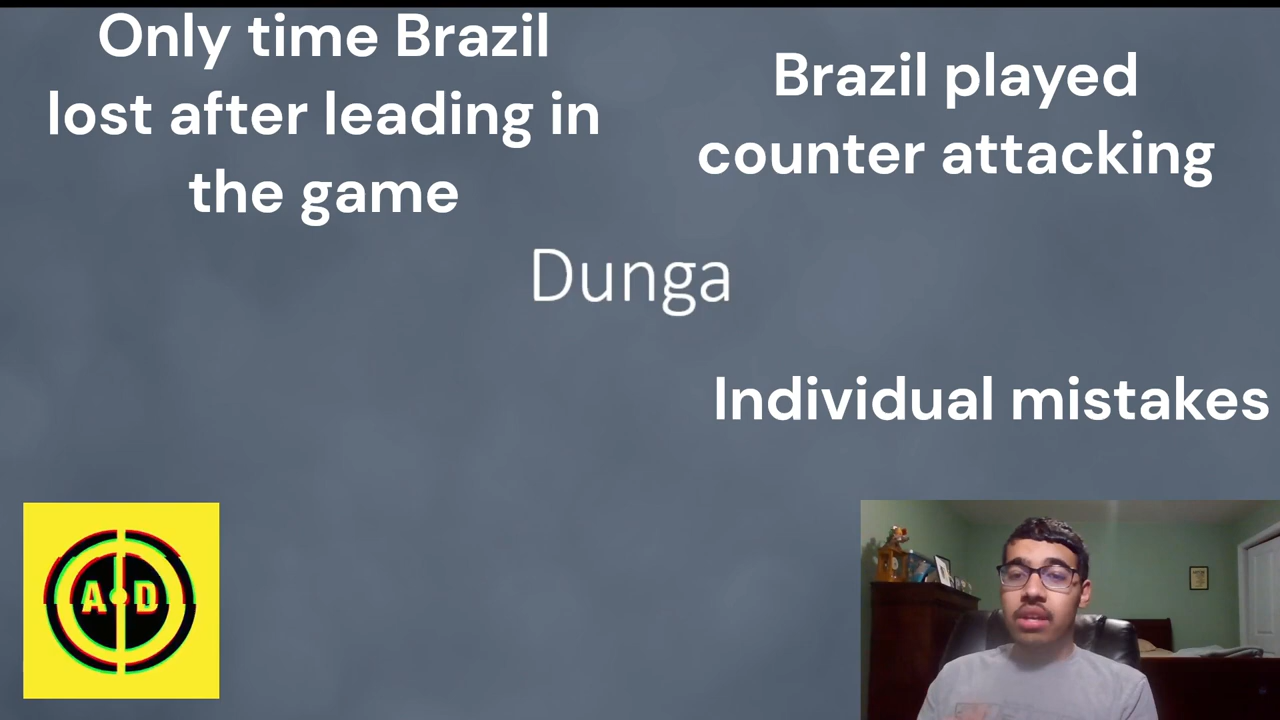 Only time Brazil
lost after leading in
the game
Brazil played
counter attacking
Dunga
Individual mistakes
A D